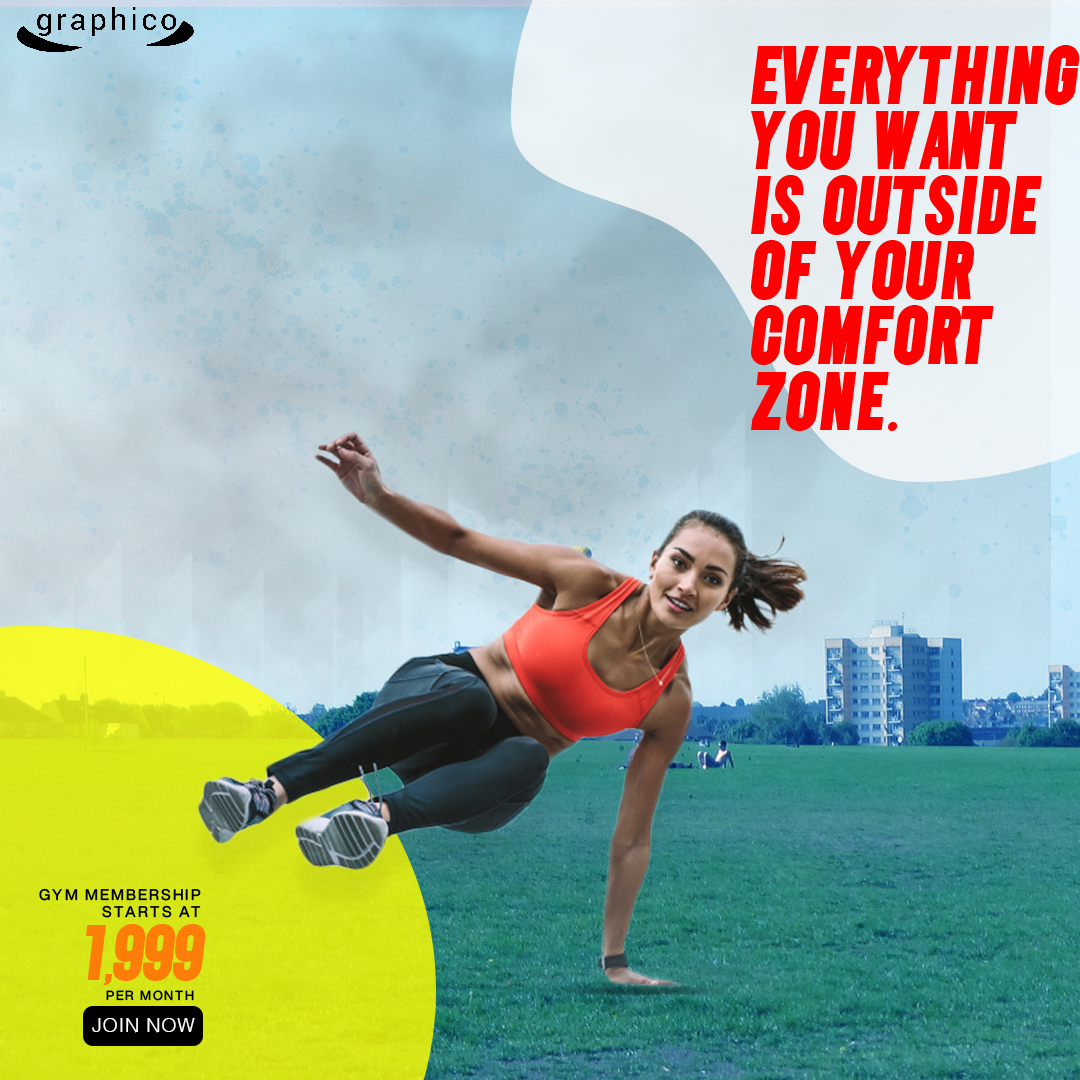 graphico
EVERYTHING
YOU WANT
IS OUTSIDE
OF YOUR
COMFORT
ZONE.
GYM MEMBERSHIP
STARTS AT
1,999
PER MONTH
JOIN NOW